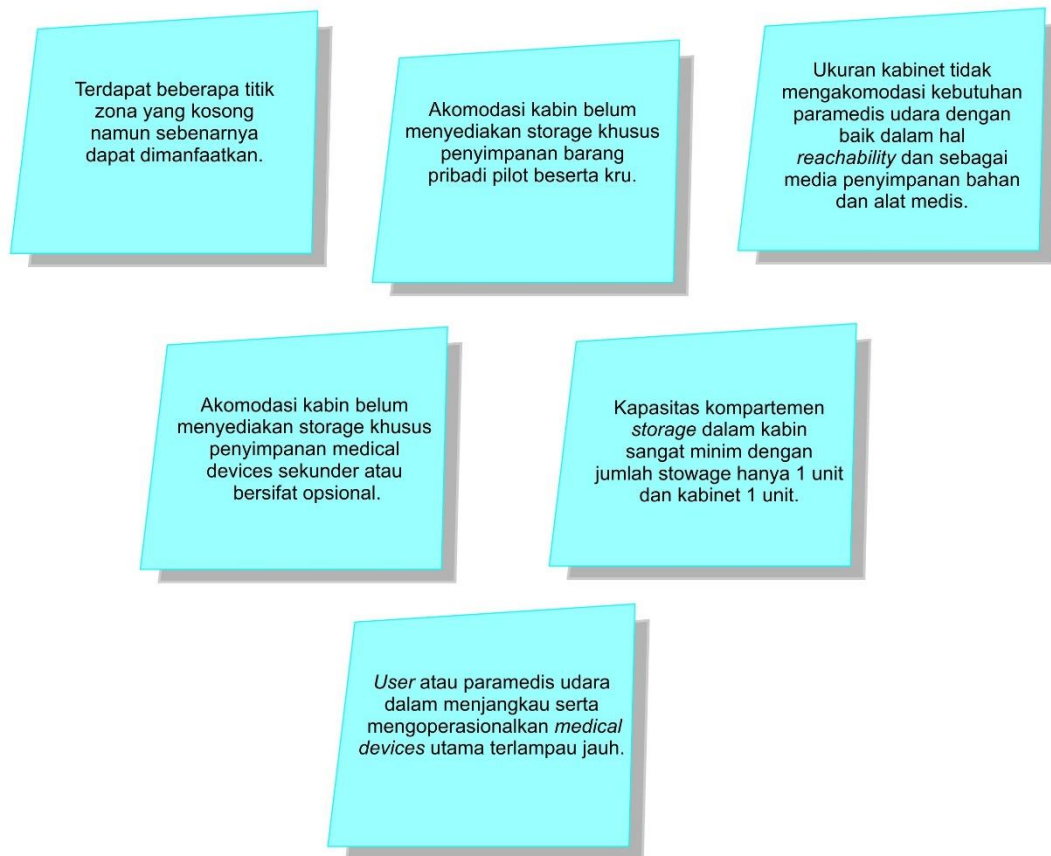 Terdapat beberapa titik
zona yang kosong
namun sebenarnya
dapat dimanfaatkan.
Akomodasi kabin belum
menyediakan storage khusus
penyimpanan barang
pribadi pilot beserta kru.
Ukuran kabinet tidak
mengakomodasi kebutuhan
paramedis udara dengan
baik dalam hal
reachability dan sebagai
media penyimpanan bahan
dan alat medis.
Akomodasi kabin belum
menyediakan storage khusus
penyimpanan medical
devices sekunder atau
bersifat opsional.
Kapasitas kompartemen
storage dalam kabin
sangat minim dengan
jumlah stowage hanya 1 unit
dan kabinet 1 unit.
User atau paramedis udara
dalam menjangkau serta
mengoperasionalkan medical
devices utama terlampau jauh.